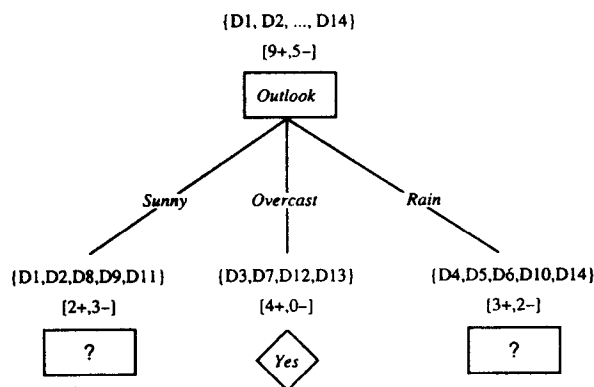 {D1, D2, ..., D14}
[9+,5−]
Outlook
Sunny
Overcast
Rain
{D1,D2,D8,D9,D11}
{D3,D7,D12,D13}
{D4,D5,D6,D10,D14}
[2+,3−]
[4+,0−]
[3+,2−]
?
Yes
?